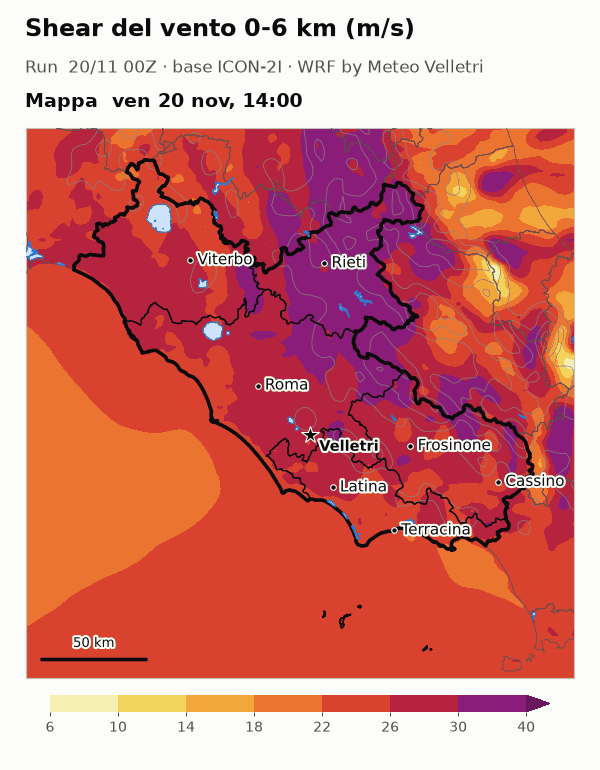 Shear del vento 0-6 km (m/s)
Run  20/11 00Z · base ICON-2I · WRF by Meteo Velletri
Mappa  ven 20 nov, 14:00
Viterbo
Rieti
Roma
Velletri
Frosinone
Latina
Cassino
Terracina
50 km
6 10 14 18 22 26 30 40